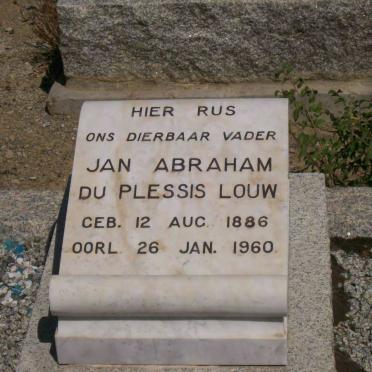 HIER RUS
ONS DIERBAAR VADER
JAN ABRAHAM
DU PLESSIS LOUW
GEB. 12 AUG 1886
OORL 26 JAN. 1960.